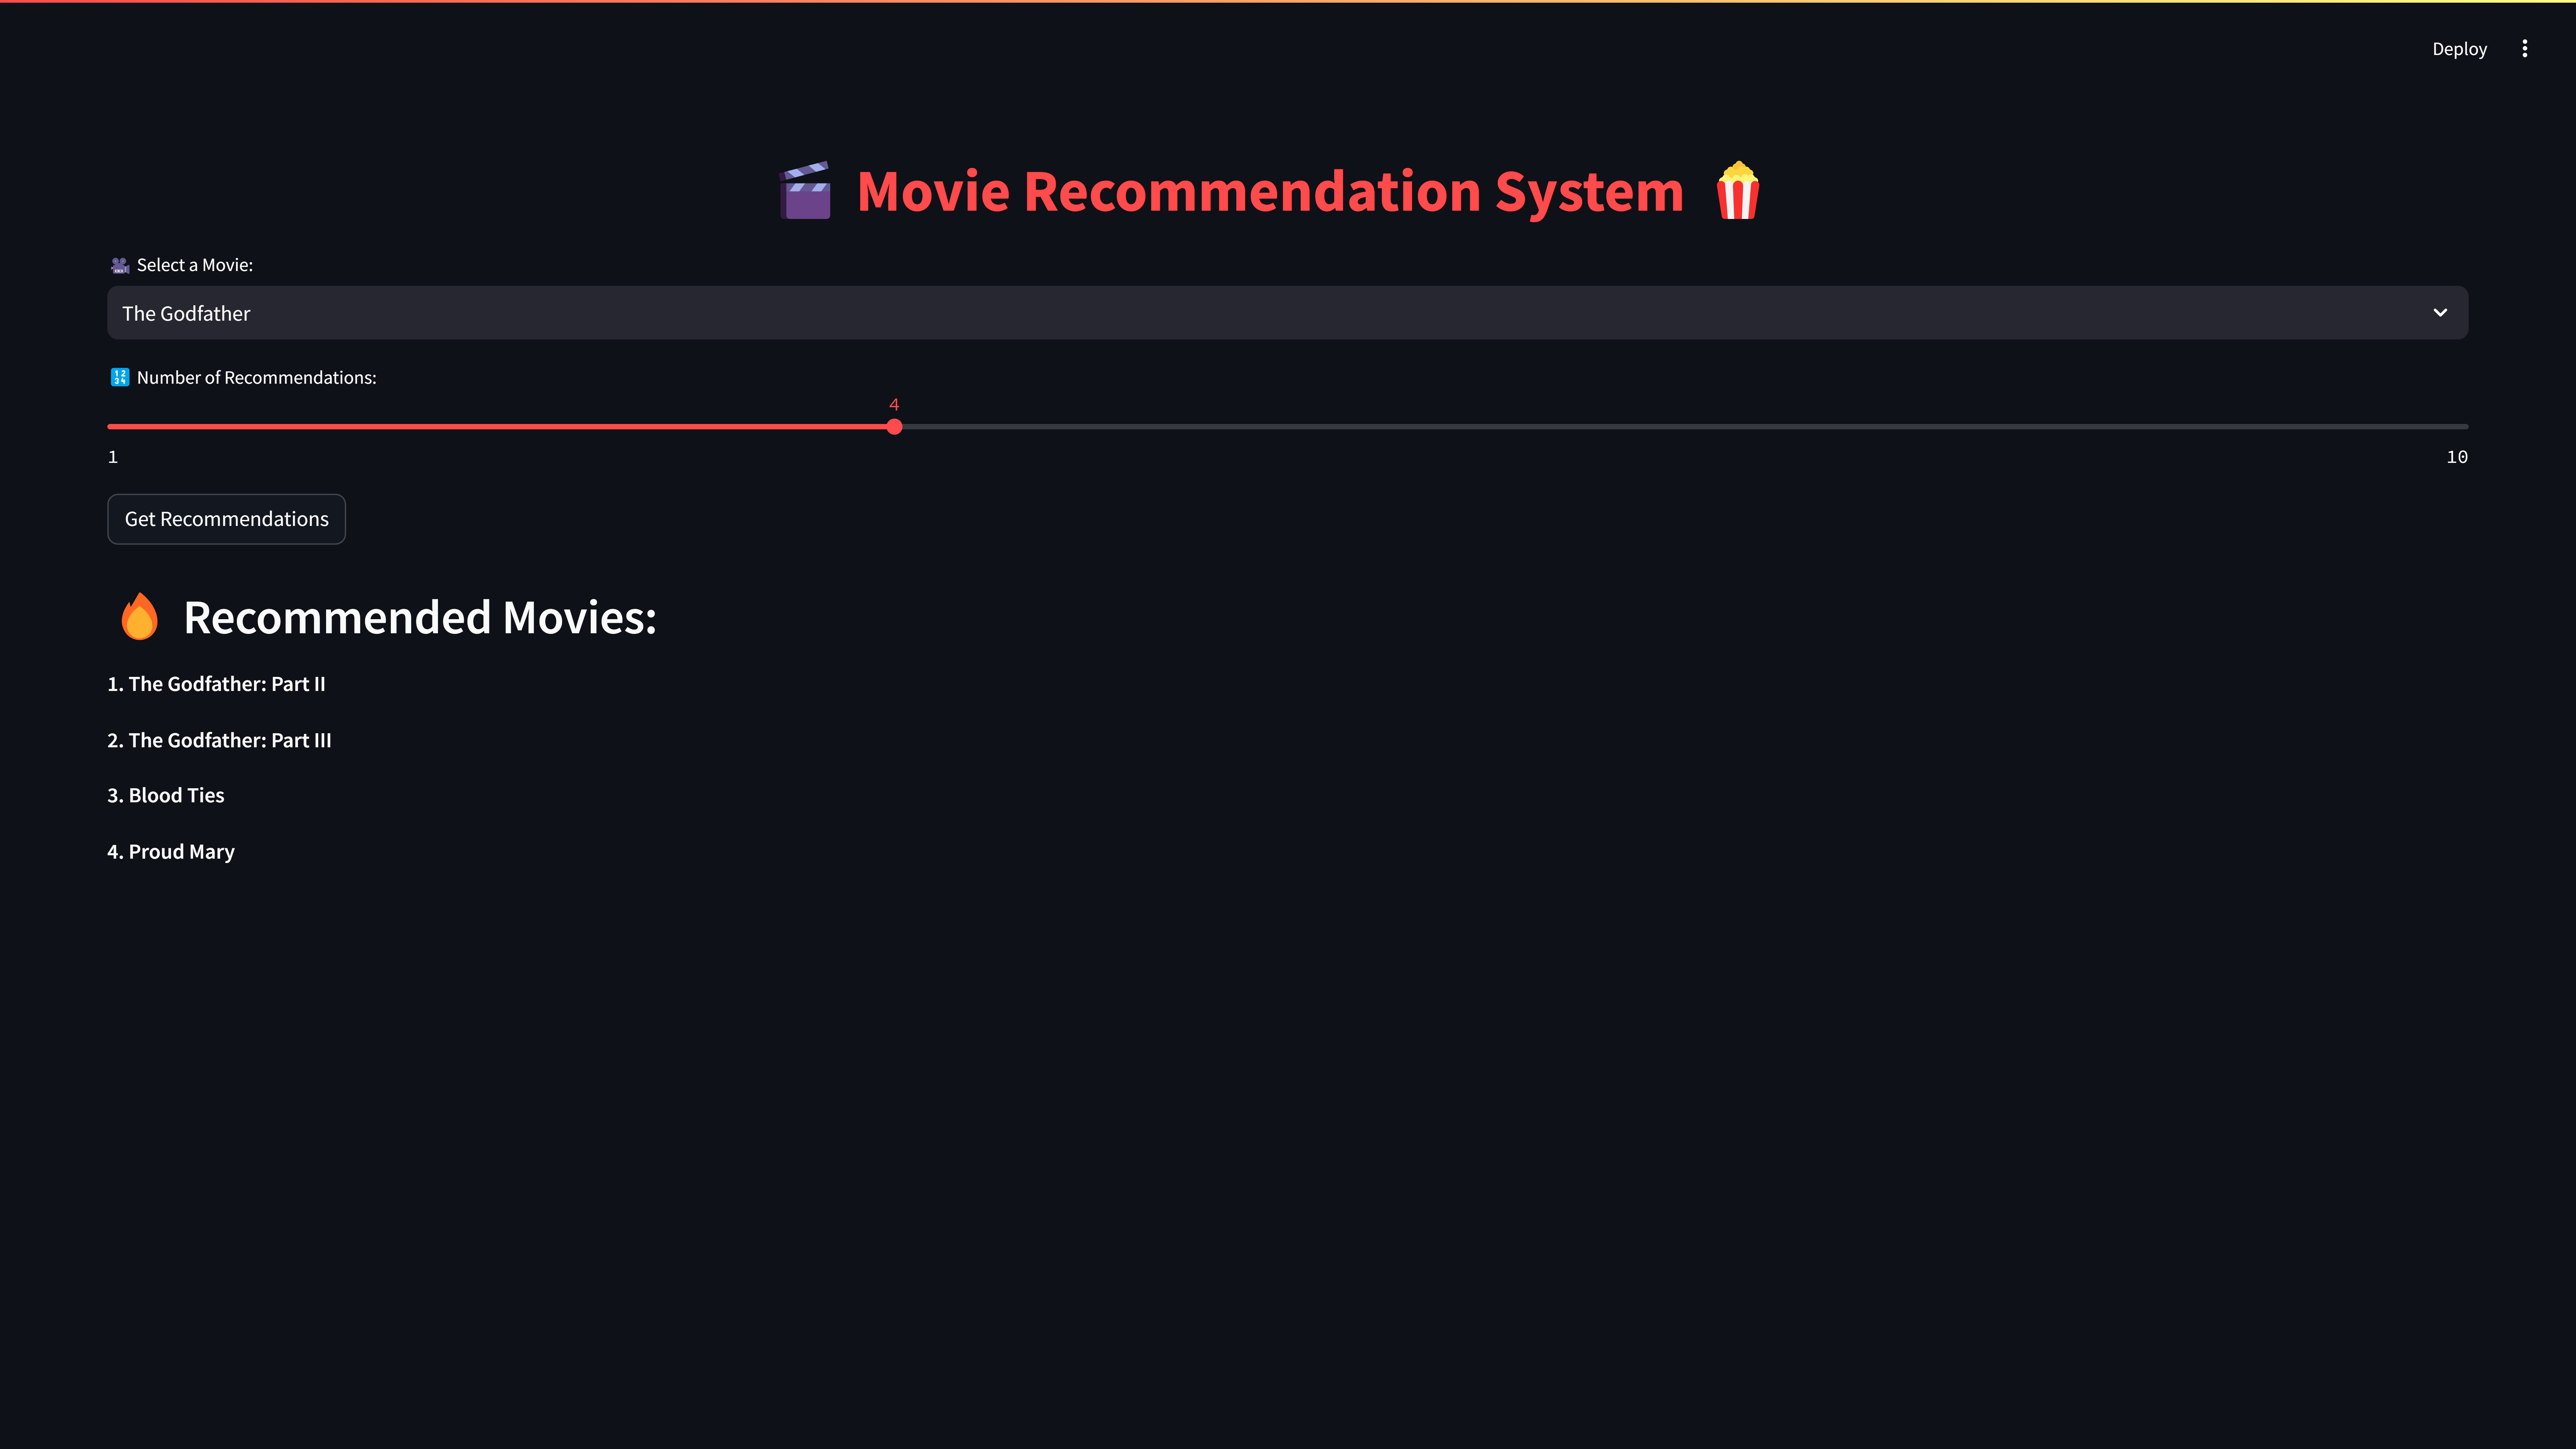 Deploy
Movie Recommendation System
Select a Movie:
The Godfather
Number of Recommendations:
4
1
10
Get Recommendations
Recommended Movies:
1. The Godfather: Part II
2. The Godfather: Part III
3. Blood Ties
4. Proud Mary